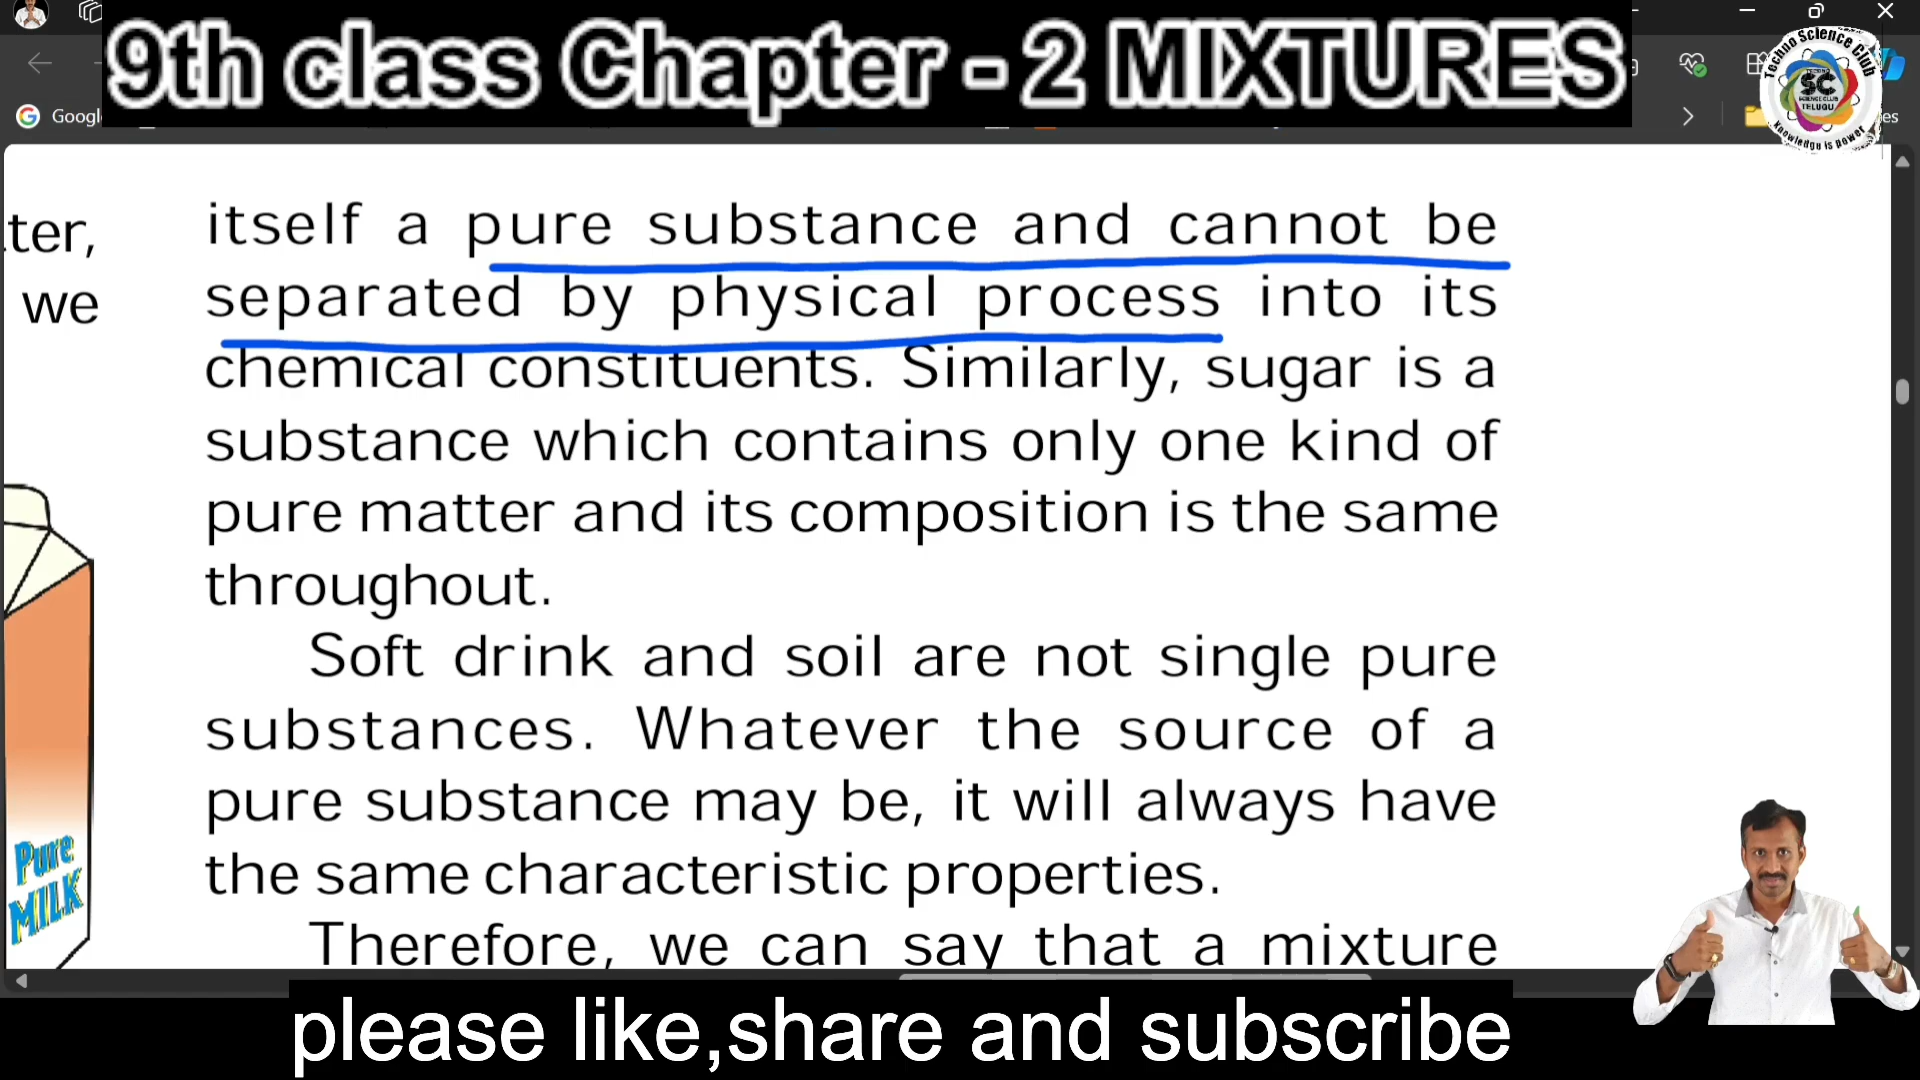 9th class Chapter - 2 MIXTURES
Techno Science Club
SC
SCIENCE CLUB
TELUGU
Knowledge is Power
itself a pure substance and cannot be
ter,
separated by physical process into its
we
chemical constituents. Similarly, sugar is a
substance which contains only one kind of
pure matter and its composition is the same
throughout.
Soft drink and soil are not single pure
substances. Whatever the source of a
pure substance may be, it will always have
the same characteristic properties.
Pure
MILK
Therefore, we can say that a mixture
please like,share and subscribe